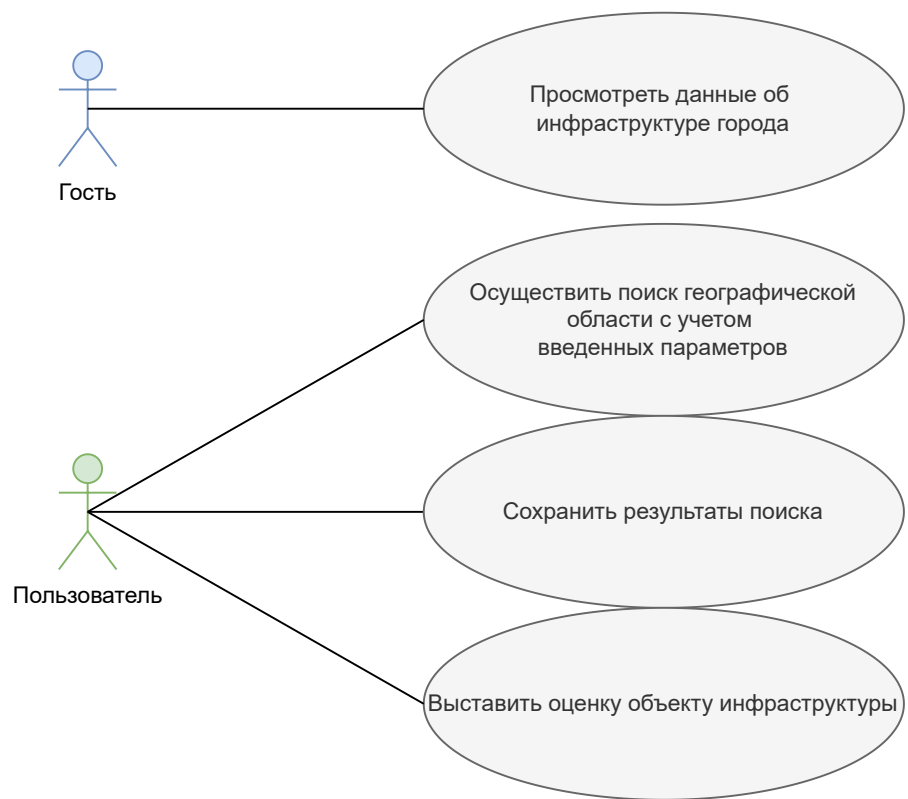 Просмотреть данные об
инфраструктуре города
Гость
Осуществить поиск географической
области с учетом
введенных параметров
Сохранить результаты поиска
Пользователь
Выставить оценку объекту инфраструктуры